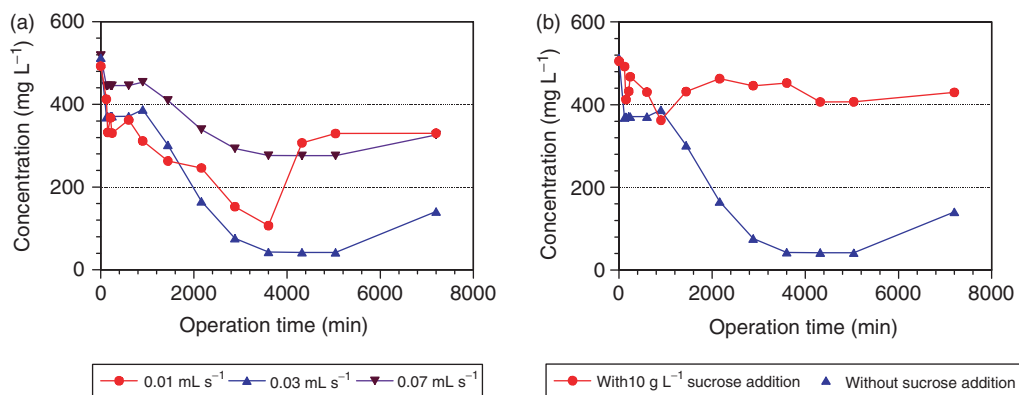 (a)
600
400
200
0
Concentration (mg L⁻¹)
0 2000 4000 6000 8000
Operation time (min)
0.01 mL s⁻¹ 0.03 mL s⁻¹ 0.07 mL s⁻¹
(b)
600
400
200
0
Concentration (mg L⁻¹)
0 2000 4000 6000 8000
Operation time (min)
With10 g L⁻¹ sucrose addition Without sucrose addition